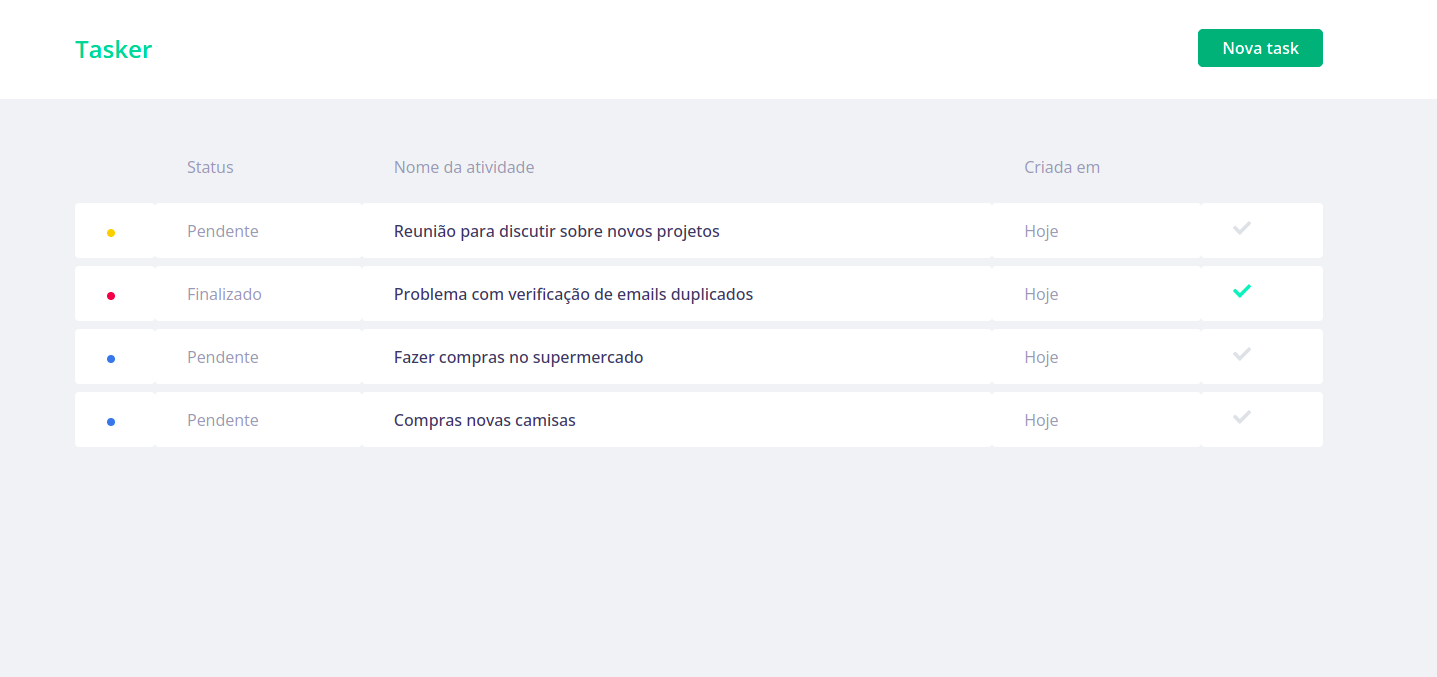 Tasker
Nova task
Status Nome da atividade Criada em
Pendente Reunião para discutir sobre novos projetos Hoje
Finalizado Problema com verificação de emails duplicados Hoje
Pendente Fazer compras no supermercado Hoje
Pendente Compras novas camisas Hoje